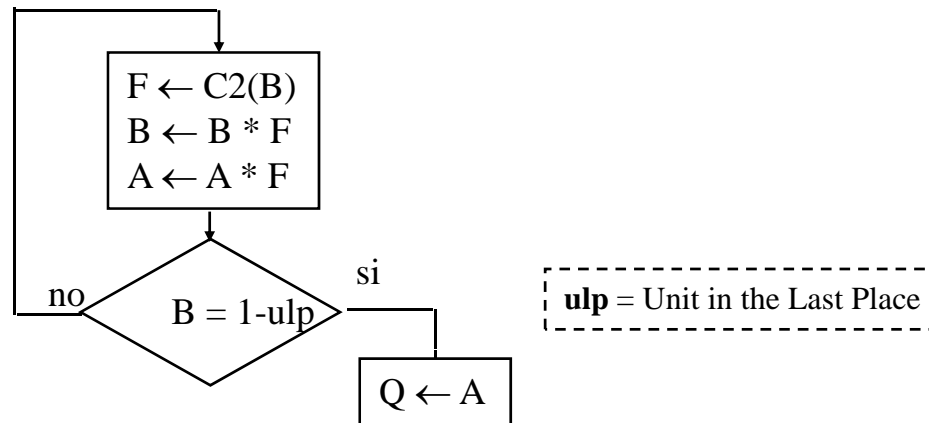 F ← C2(B)
B ← B * F
A ← A * F
si
no
B = 1-ulp
ulp = Unit in the Last Place
Q ← A